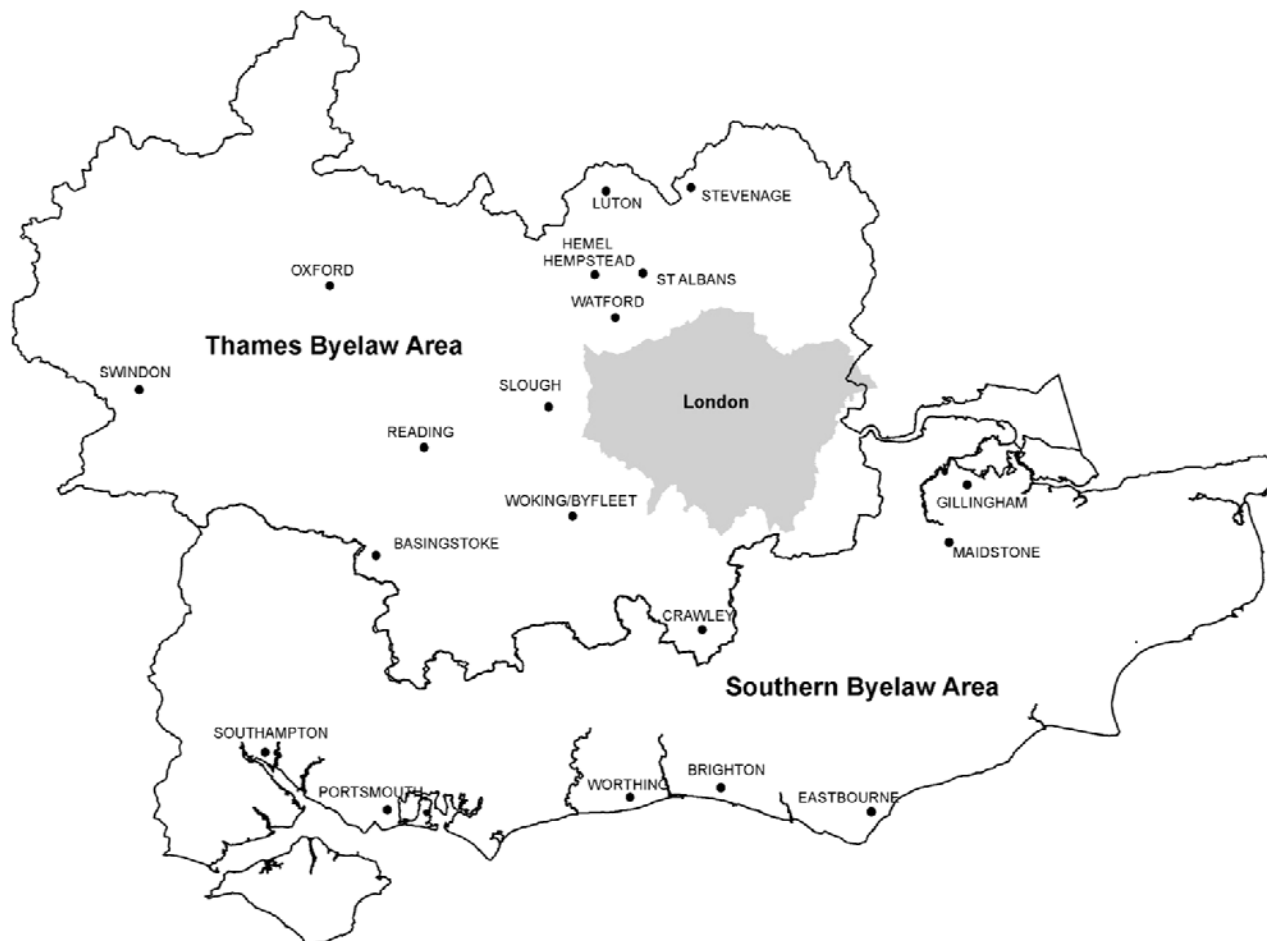 LUTON
STEVENAGE
HEMEL
HEMPSTEAD
ST ALBANS
OXFORD
WATFORD
Thames Byelaw Area
SWINDON
SLOUGH
London
READING
GILLINGHAM
WOKING/BYFLEET
BASINGSTOKE
MAIDSTONE
CRAWLEY
Southern Byelaw Area
SOUTHAMPTON
BRIGHTON
PORTSMOUTH
WORTHING
EASTBOURNE